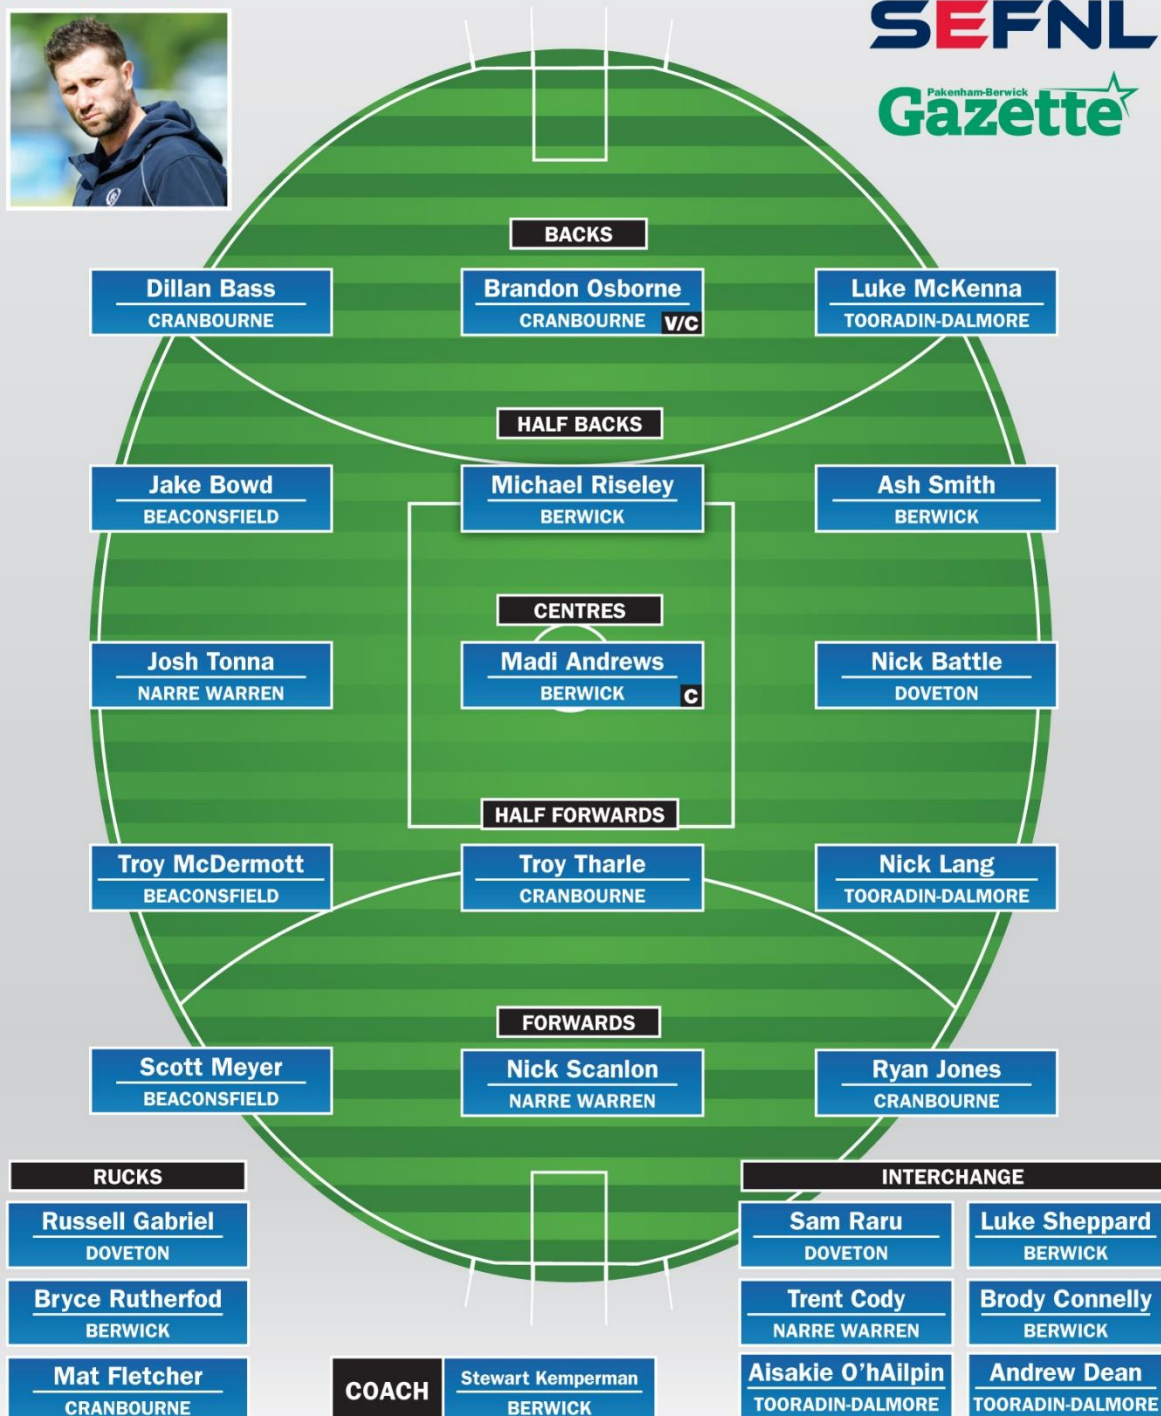 SEFNL
Pakenham-Berwick
Gazette
BACKS
Dillan Bass
CRANBOURNE
Brandon Osborne
CRANBOURNE V/C
Luke McKenna
TOORADIN-DALMORE
HALF BACKS
Jake Bowd
BEACONSFIELD
Michael Riseley
BERWICK
Ash Smith
BERWICK
CENTRES
Josh Tonna
NARRE WARREN
Madi Andrews
BERWICK C
Nick Battle
DOVETON
HALF FORWARDS
Troy McDermott
BEACONSFIELD
Troy Tharle
CRANBOURNE
Nick Lang
TOORADIN-DALMORE
FORWARDS
Scott Meyer
BEACONSFIELD
Nick Scanlon
NARRE WARREN
Ryan Jones
CRANBOURNE
RUCKS
Russell Gabriel
DOVETON
Bryce Rutherfod
BERWICK
Mat Fletcher
CRANBOURNE
COACH
Stewart Kemperman
BERWICK
INTERCHANGE
Sam Raru
DOVETON
Luke Sheppard
BERWICK
Trent Cody
NARRE WARREN
Brody Connelly
BERWICK
Aisakie O'hAilpin
TOORADIN-DALMORE
Andrew Dean
TOORADIN-DALMORE